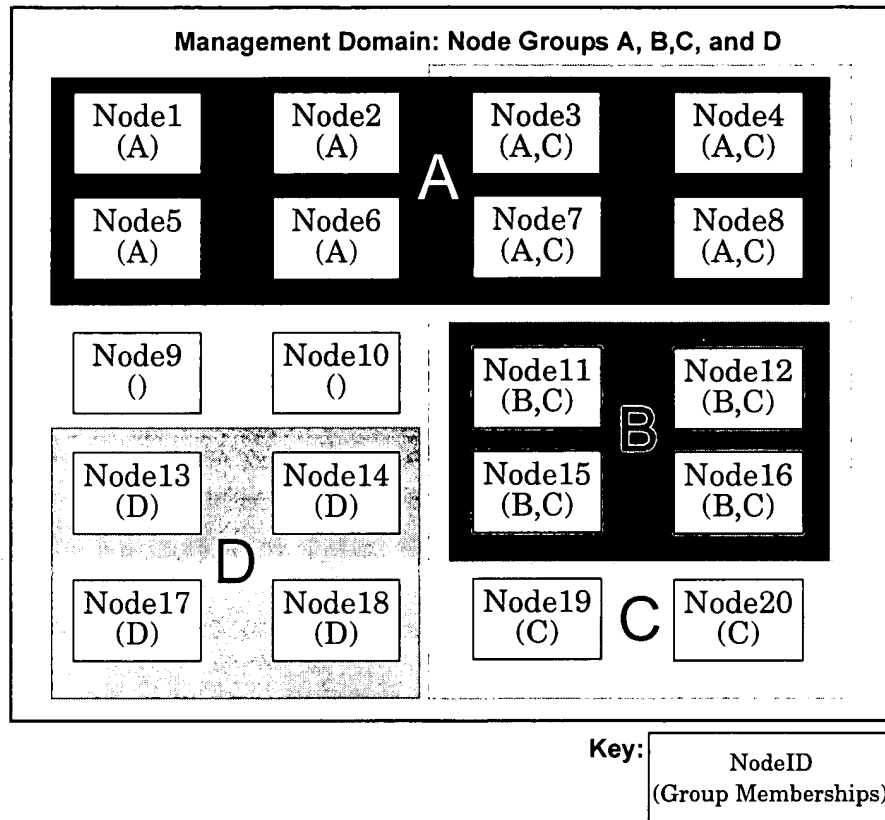 Management Domain: Node Groups A, B,C, and D
Node1
(A)
Node2
(A)
Node3
(A,C)
Node4
(A,C)
A
Node5
(A)
Node6
(A)
Node7
(A,C)
Node8
(A,C)
Node9
()
Node10
()
Node11
(B,C)
Node12
(B,C)
B
Node13
(D)
Node14
(D)
Node15
(B,C)
Node16
(B,C)
D
Node17
(D)
Node18
(D)
Node19
(C)
C
Node20
(C)
Key:
NodeID
(Group Memberships)